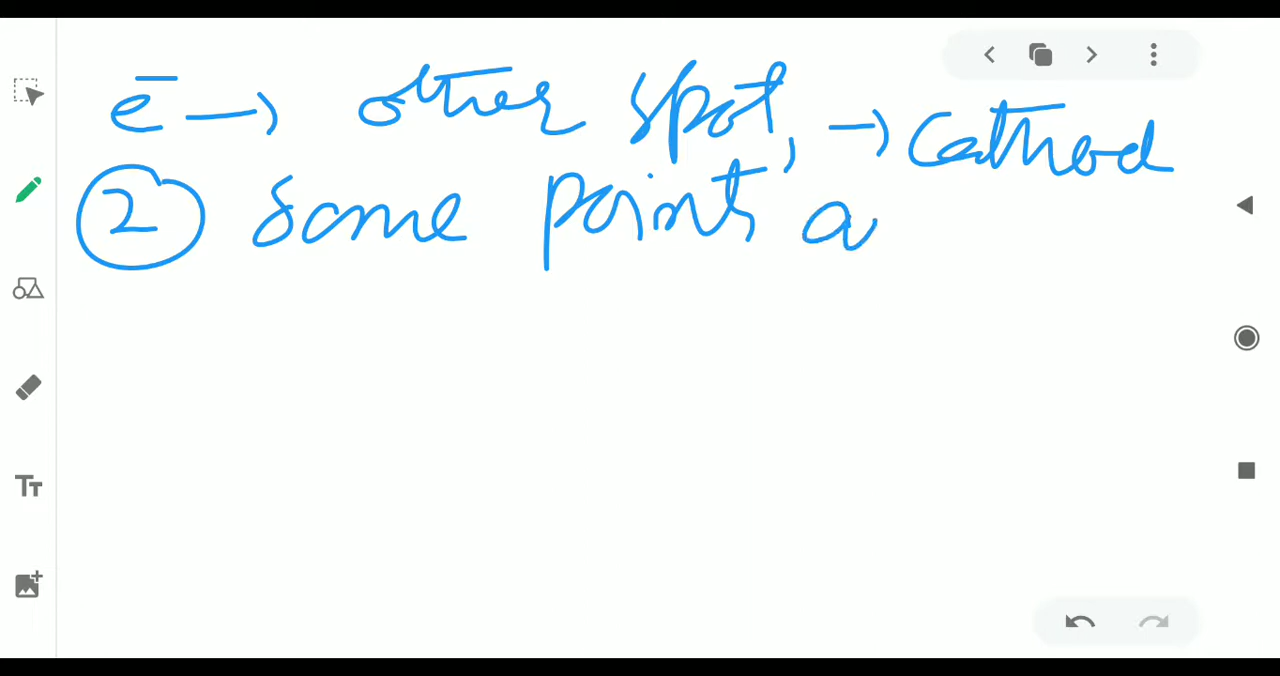 e⁻ → other spot, → Cathod
② Some points a